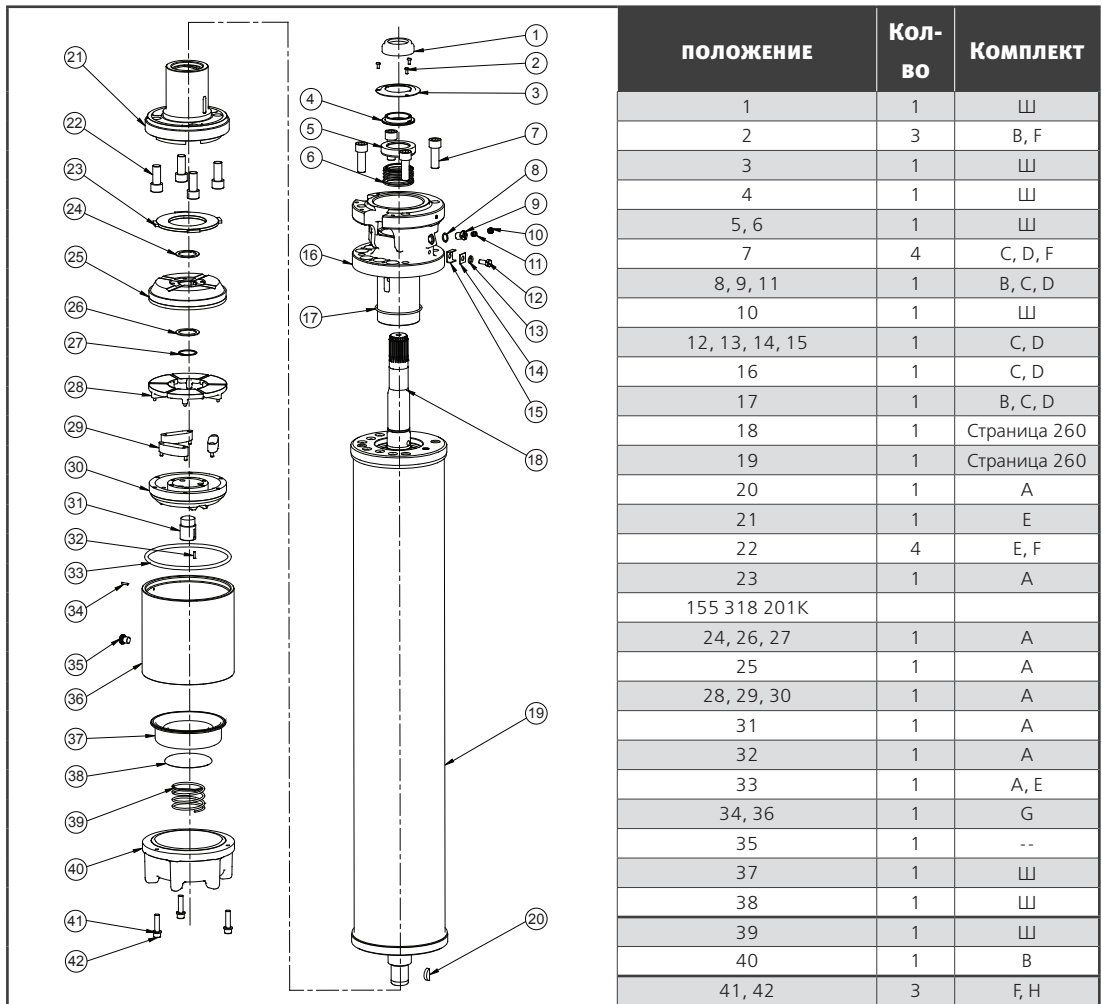 21
22
23
24
25
26
27
28
29
30
31
32
33
34
35
36
37
38
39
40
41
42
1
2
3
4
5
6
7
8
9
10
11
12
13
14
15
16
17
18
19
20
ПОЛОЖЕНИЕ Кол-во Комплект
1 1 Ш
2 3 B, F
3 1 Ш
4 1 Ш
5, 6 1 Ш
7 4 C, D, F
8, 9, 11 1 B, C, D
10 1 Ш
12, 13, 14, 15 1 C, D
16 1 C, D
17 1 B, C, D
18 1 Страница 260
19 1 Страница 260
20 1 A
21 1 E
22 4 E, F
23 1 A
155 318 201К
24, 26, 27 1 A
25 1 A
28, 29, 30 1 A
31 1 A
32 1 A
33 1 A, E
34, 36 1 G
35 1 --
37 1 Ш
38 1 Ш
39 1 Ш
40 1 B
41, 42 3 F, H